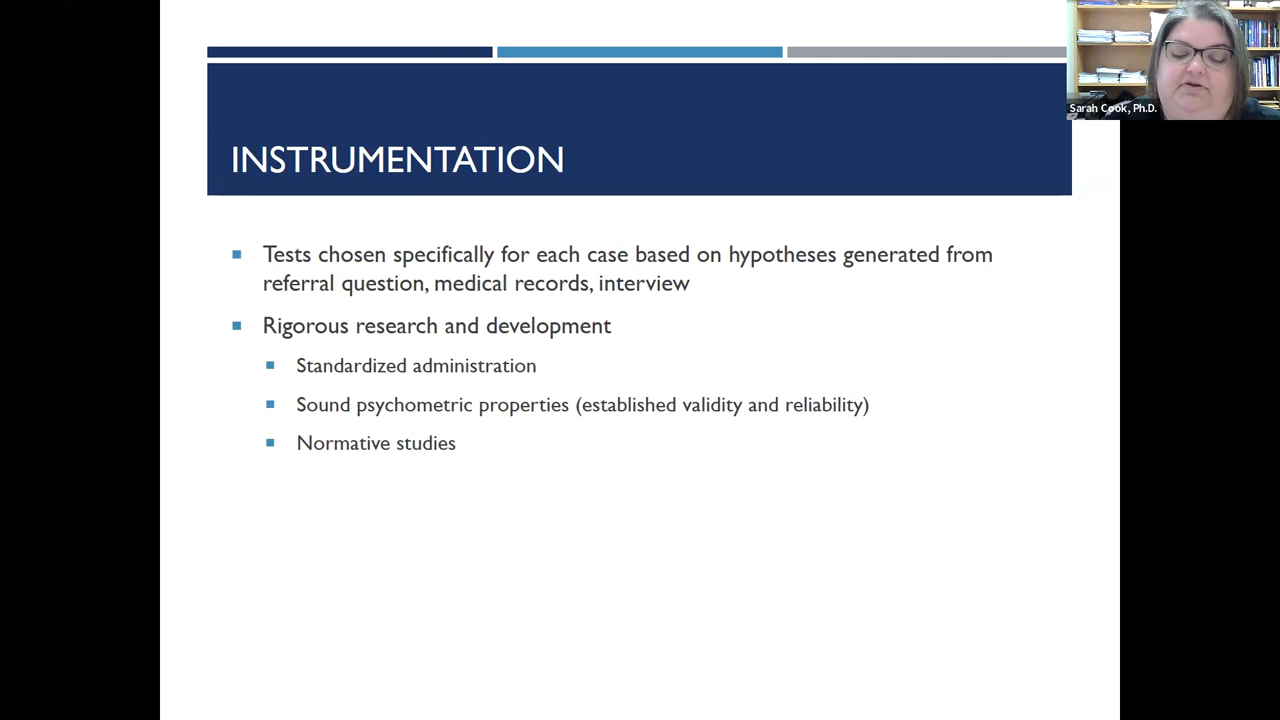 Sarah Cook, Ph.D.
INSTRUMENTATION
Tests chosen specifically for each case based on hypotheses generated from
referral question, medical records, interview
Rigorous research and development
Standardized administration
Sound psychometric properties (established validity and reliability)
Normative studies